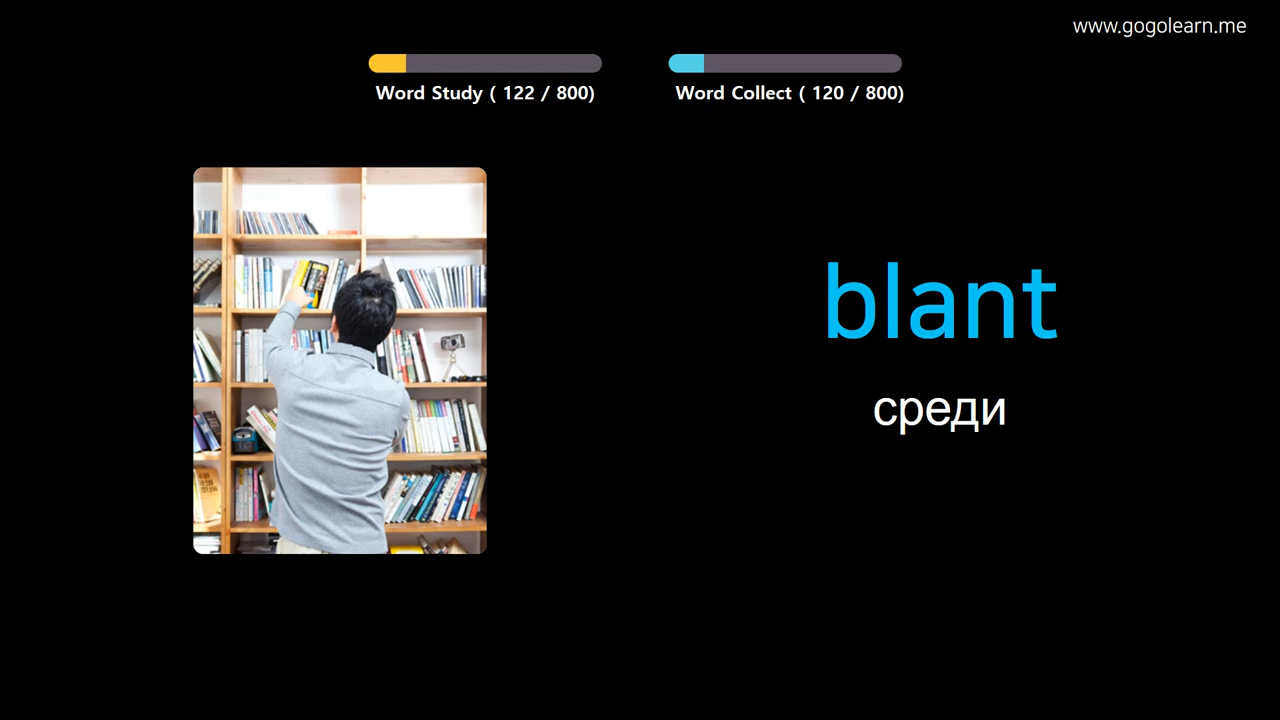 www.gogolearn.me
Word Study ( 122 / 800)
Word Collect ( 120 / 800)
blant
среди